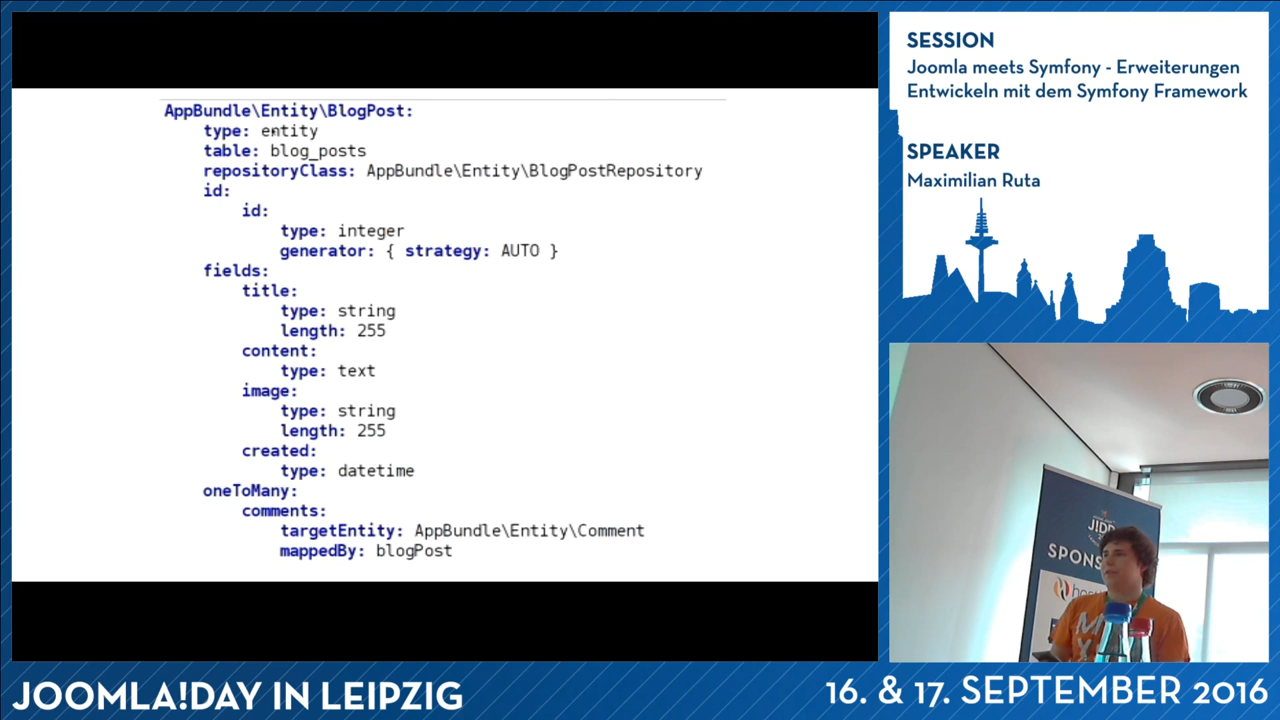 AppBundle\Entity\BlogPost:
type: entity
table: blog_posts
repositoryClass: AppBundle\Entity\BlogPostRepository
id:
id:
type: integer
generator: { strategy: AUTO }
fields:
title:
type: string
length: 255
content:
type: text
image:
type: string
length: 255
created:
type: datetime
oneToMany:
comments:
targetEntity: AppBundle\Entity\Comment
mappedBy: blogPost
SESSION
Joomla meets Symfony - Erweiterungen
Entwickeln mit dem Symfony Framework
SPEAKER
Maximilian Ruta
JOOMLA!DAY IN LEIPZIG
16. & 17. SEPTEMBER 2016